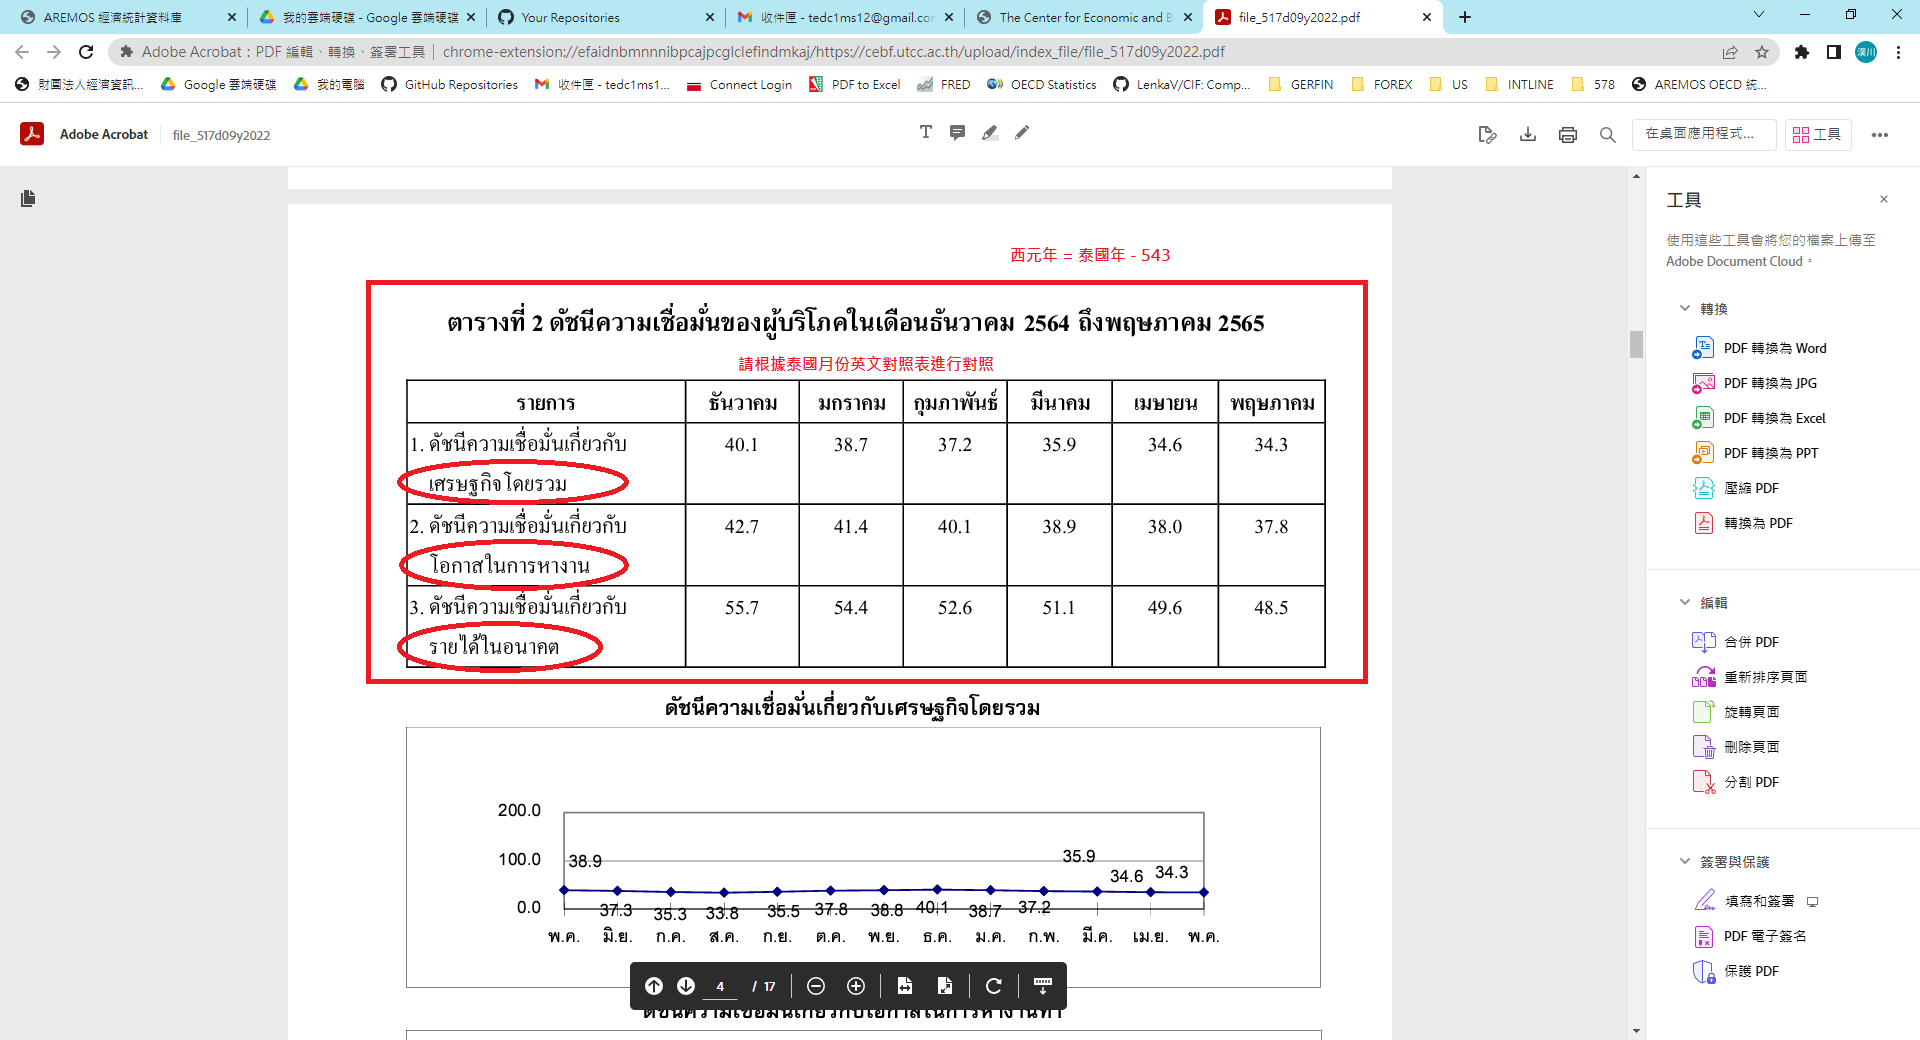 AREMOS 經濟統計資料庫
我的雲端硬碟 - Google 雲端硬碟
Your Repositories
收件匣 - tedc1ms12@gmail.con
The Center for Economic and B
file_517d09y2022.pdf
Adobe Acrobat：PDF 編輯、轉換、簽署工具 | chrome-extension://efaidnbmnnnibpcajpcglclefindmkaj/https://cebf.utcc.ac.th/upload/index_file/file_517d09y2022.pdf
漢川
財團法人經濟資訊...
Google 雲端硬碟
我的電腦
GitHub Repositories
收件匣 - tedc1ms1...
Connect Login
PDF to Excel
FRED
OECD Statistics
LenkaV/CIF: Comp...
GERFIN
FOREX
US
INTLINE
578
AREMOS OECD 統...
Adobe Acrobat
file_517d09y2022
在桌面應用程式...
工具
西元年 = 泰國年 - 543
ตารางที่ 2 ดัชนีความเชื่อมั่นของผู้บริโภคในเดือนธันวาคม 2564 ถึงพฤษภาคม 2565
請根據泰國月份英文對照表進行對照
รายการ ธันวาคม มกราคม กุมภาพันธ์ มีนาคม เมษายน พฤษภาคม
1. ดัชนีความเชื่อมั่นเกี่ยวกับ 40.1 38.7 37.2 35.9 34.6 34.3
เศรษฐกิจโดยรวม
2. ดัชนีความเชื่อมั่นเกี่ยวกับ 42.7 41.4 40.1 38.9 38.0 37.8
โอกาสในการหางาน
3. ดัชนีความเชื่อมั่นเกี่ยวกับ 55.7 54.4 52.6 51.1 49.6 48.5
รายได้ในอนาคต
ดัชนีความเชื่อมั่นเกี่ยวกับเศรษฐกิจโดยรวม
200.0
100.0
0.0
38.9 37.3 35.3 33.8 35.5 37.8 38.8 40.1 38.7 37.2 35.9 34.6 34.3
พ.ค. มิ.ย. ก.ค. ส.ค. ก.ย. ต.ค. พ.ย. ธ.ค. ม.ค. ก.พ. มี.ค. เม.ย. พ.ค.
4 / 17
ดัชนีความเชื่อมั่นเกี่ยวกับโอกาสในการหางานทำ
工具
使用這些工具會將您的檔案上傳至
Adobe Document Cloud。
轉換
PDF 轉換為 Word
PDF 轉換為 JPG
PDF 轉換為 Excel
PDF 轉換為 PPT
壓縮 PDF
轉換為 PDF
編輯
合併 PDF
重新排序頁面
旋轉頁面
刪除頁面
分割 PDF
簽署與保護
填寫和簽署
PDF 電子簽名
保護 PDF